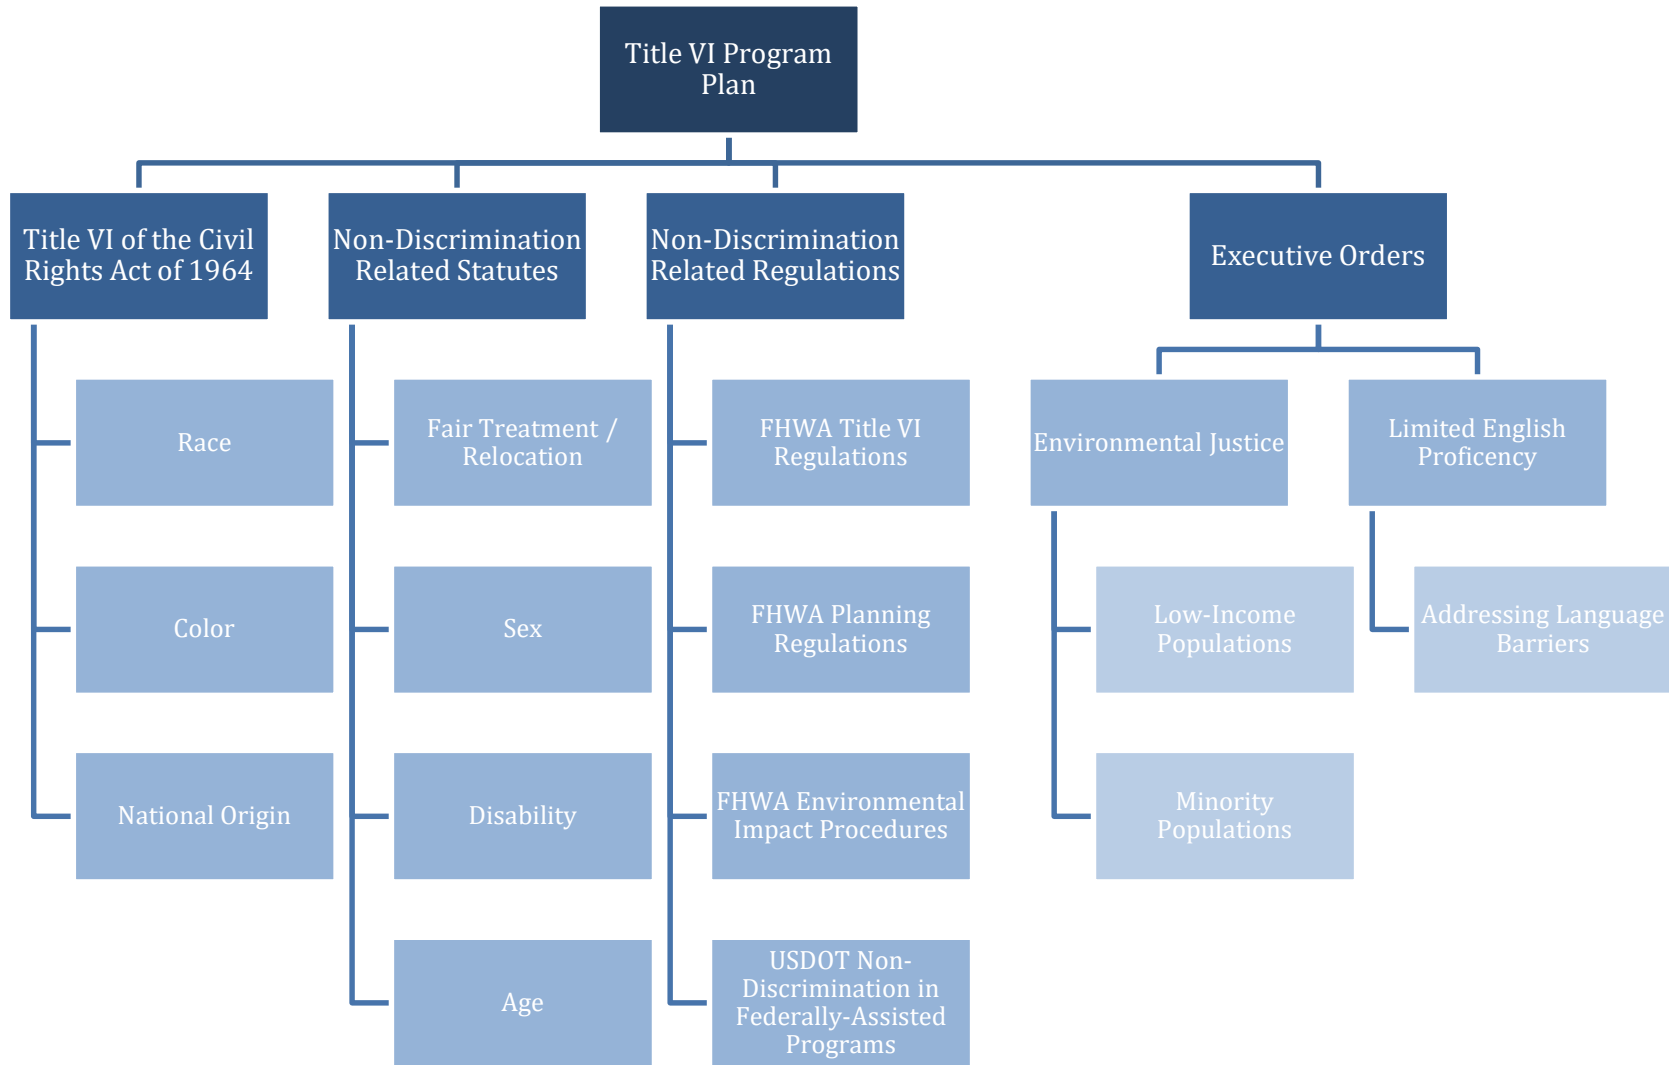 Title VI Program
Plan
Title VI of the Civil
Rights Act of 1964
Non-Discrimination
Related Statutes
Non-Discrimination
Related Regulations
Executive Orders
Race
Color
National Origin
Fair Treatment /
Relocation
Sex
Disability
Age
FHWA Title VI
Regulations
FHWA Planning
Regulations
FHWA Environmental
Impact Procedures
USDOT Non-
Discrimination in
Federally-Assisted
Programs
Environmental Justice
Low-Income
Populations
Minority
Populations
Limited English
Proficency
Addressing Language
Barriers